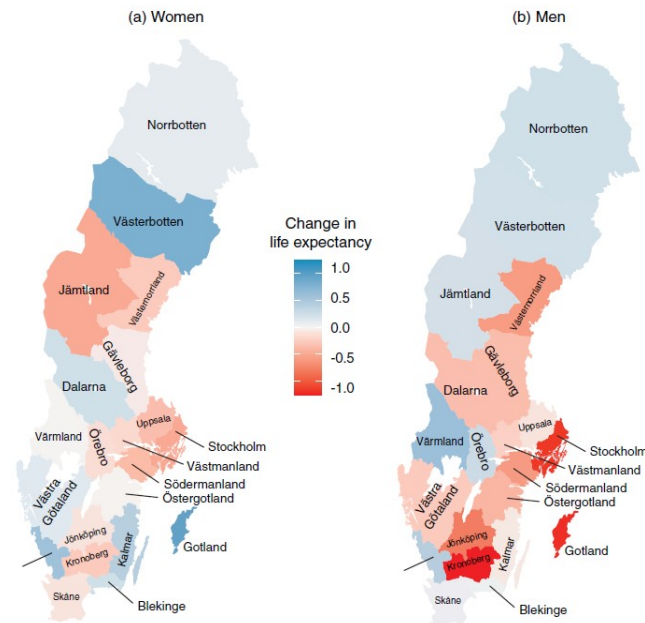 (a) Women
Norrbotten
Västerbotten
Jämtland
Västernorrland
Gävleborg
Dalarna
Uppsala
Värmland
Örebro
Stockholm
Västmanland
Södermanland
Östergotland
Västra
Götaland
Jönköping
Kronoberg
Kalmar
Gotland
Skåne
Blekinge
Change in
life expectancy
1.0
0.5
0.0
-0.5
-1.0
(b) Men
Norrbotten
Västerbotten
Jämtland
Västernorrland
Gävleborg
Dalarna
Uppsala
Värmland
Örebro
Stockholm
Västmanland
Södermanland
Östergotland
Västra
Götaland
Jönköping
Kronoberg
Kalmar
Gotland
Skåne
Blekinge